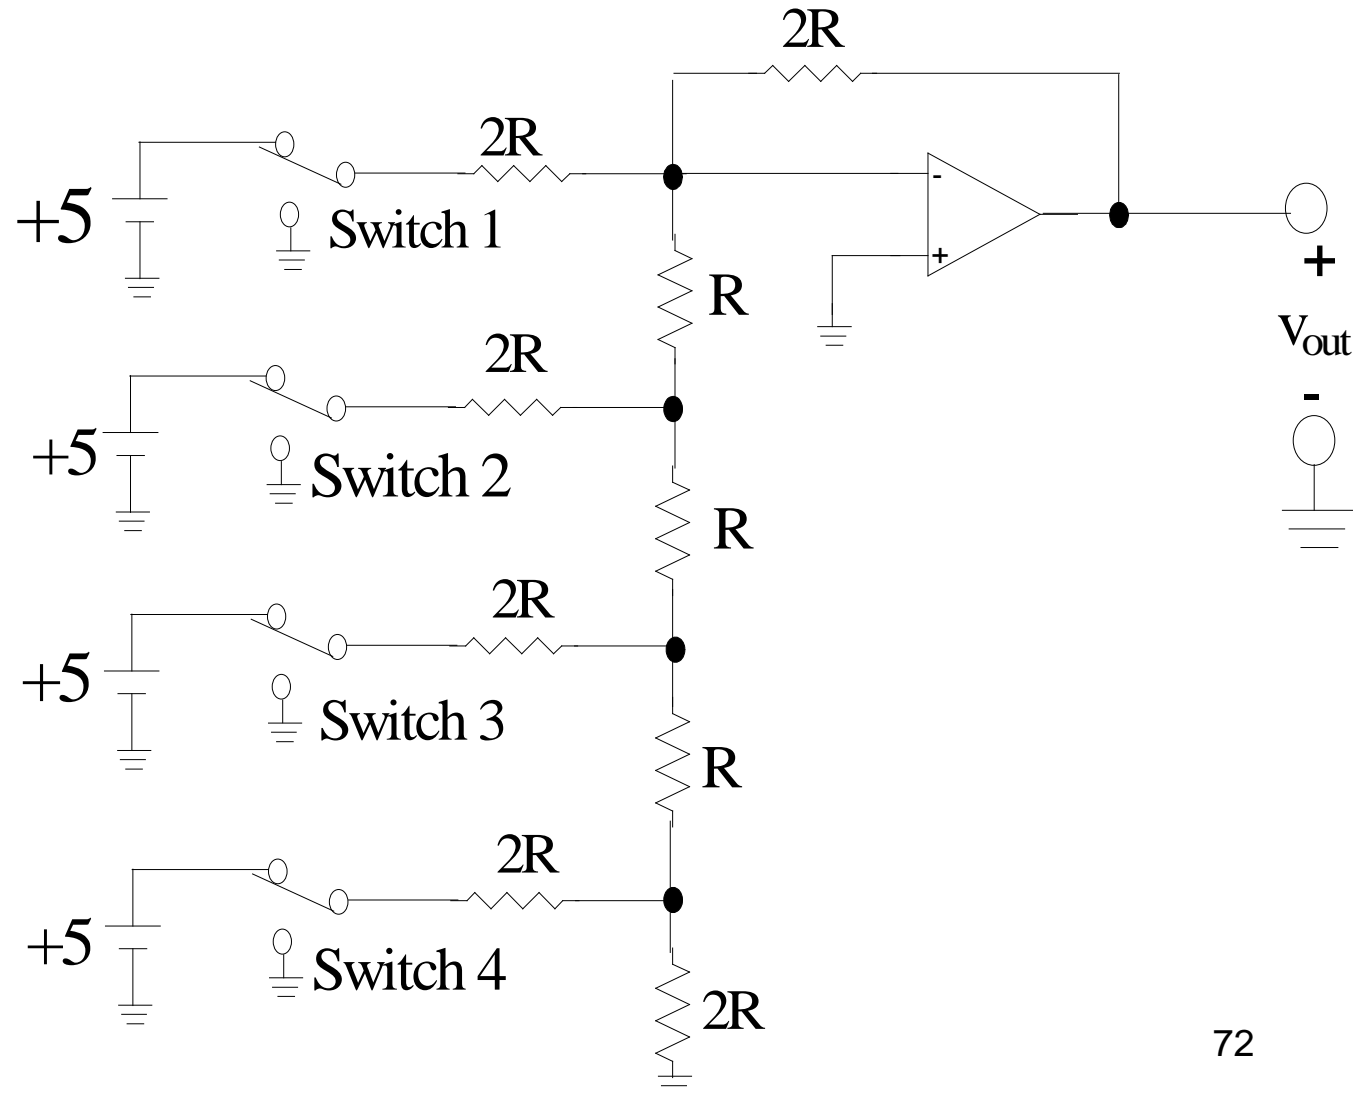 2R
2R
+5
Switch 1
-
+
+
R
Vout
-
2R
+5
Switch 2
R
2R
+5
Switch 3
R
2R
+5
Switch 4
2R
72